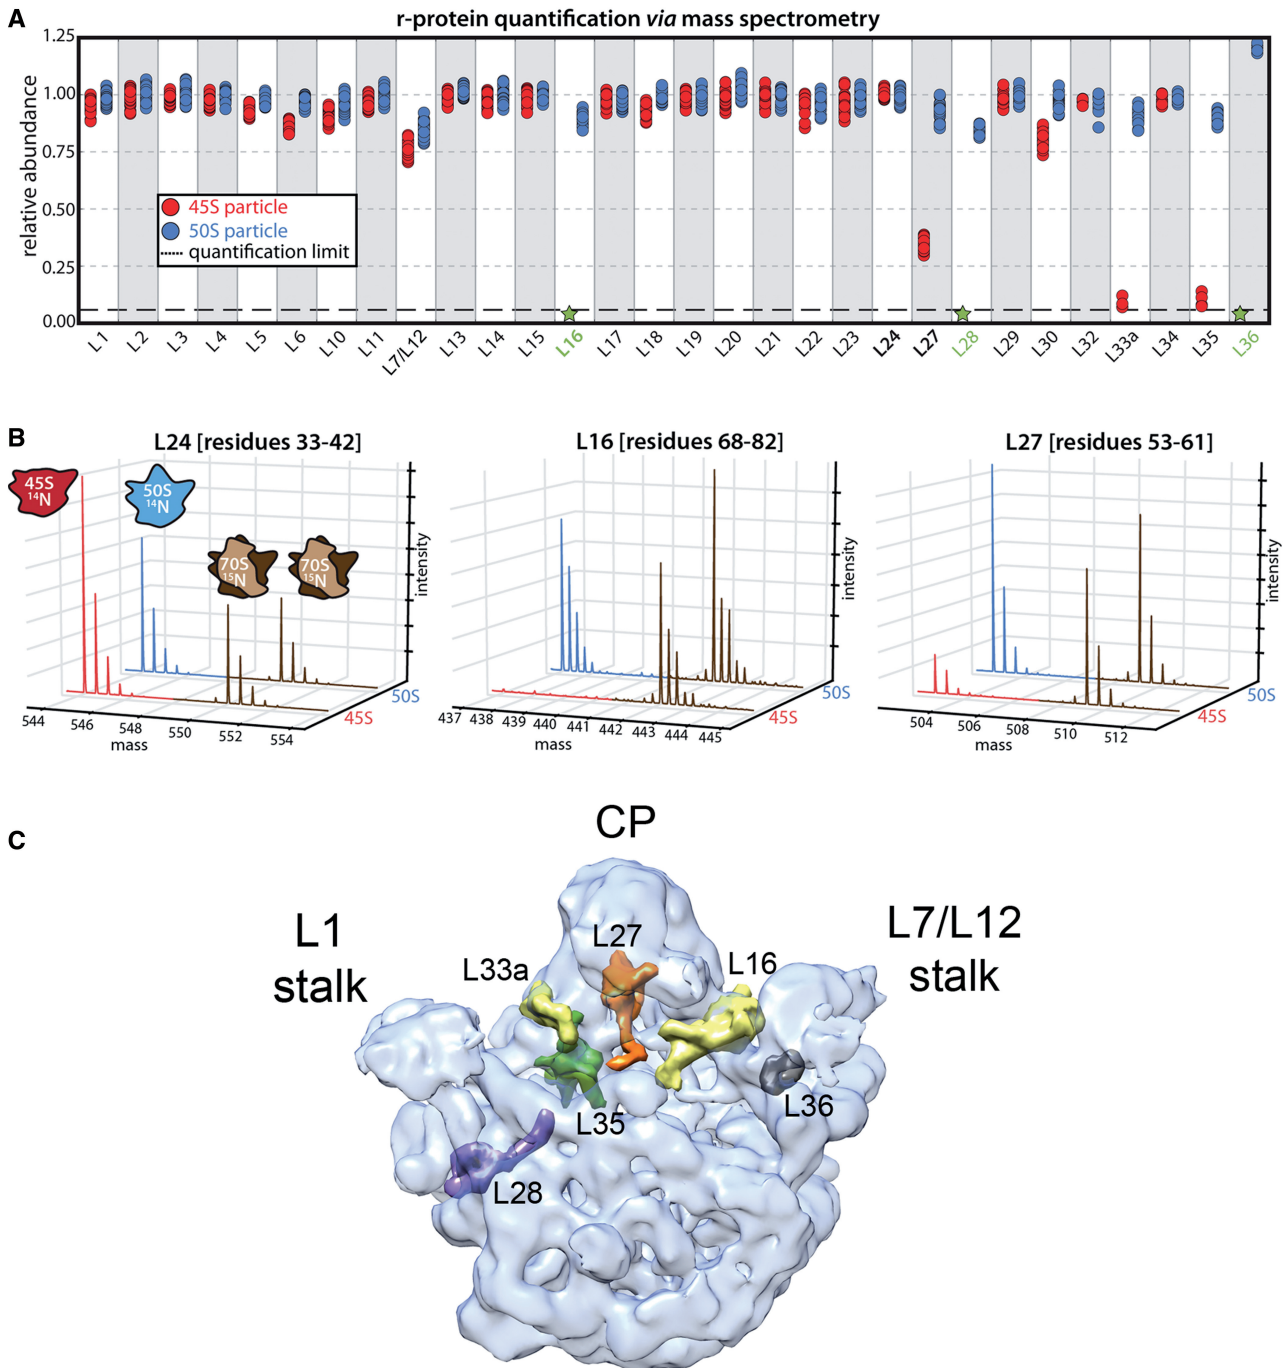 A
r-protein quantification via mass spectrometry
relative abundance
1.25
1.00
0.75
0.50
0.25
0.00
45S particle
50S particle
quantification limit
L1 L2 L3 L4 L5 L6 L10 L11 L7/L12 L13 L14 L15 L16 L17 L18 L19 L20 L21 L22 L23 L24 L27 L28 L29 L30 L32 L33a L34 L35 L36
B
L24 [residues 33-42]
45S
14N
50S
14N
70S
15N
70S
15N
intensity
50S
45S
544 546 548 550 552 554
mass
L16 [residues 68-82]
intensity
50S
45S
437 438 439 440 441 442 443 444 445
mass
L27 [residues 53-61]
intensity
50S
45S
504 506 508 510 512
mass
C
CP
L1
stalk
L7/L12
stalk
L27
L33a
L16
L35
L36
L28